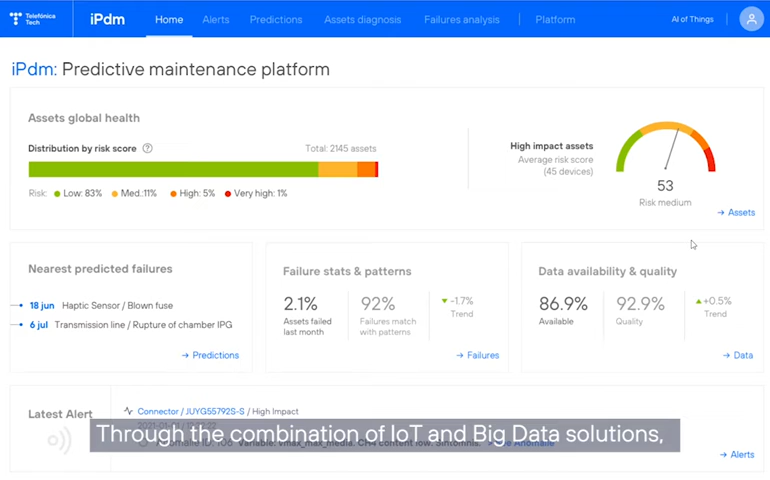 Telefónica
Tech
iPdm
Home
Alerts
Predictions
Assets diagnosis
Failures analysis
Platform
AI of Things
iPdm: Predictive maintenance platform
Assets global health
Distribution by risk score ?
Total: 2145 assets
Risk: Low: 83% Med.:11% High: 5% Very high: 1%
High impact assets
Average risk score
(45 devices)
53
Risk medium
→ Assets
Nearest predicted failures
18 jun Haptic Sensor / Blown fuse
6 jul Transmission line / Rupture of chamber IPG
→ Predictions
Failure stats & patterns
2.1%
Assets failed
last month
92%
Failures match
with patterns
-1.7%
Trend
→ Failures
Data availability & quality
86.9%
Available
92.9%
Quality
+0.5%
Trend
→ Data
Latest Alert
Connector / JUYG55792S-S / High Impact
Through the combination of IoT and Big Data solutions,
→ Alerts